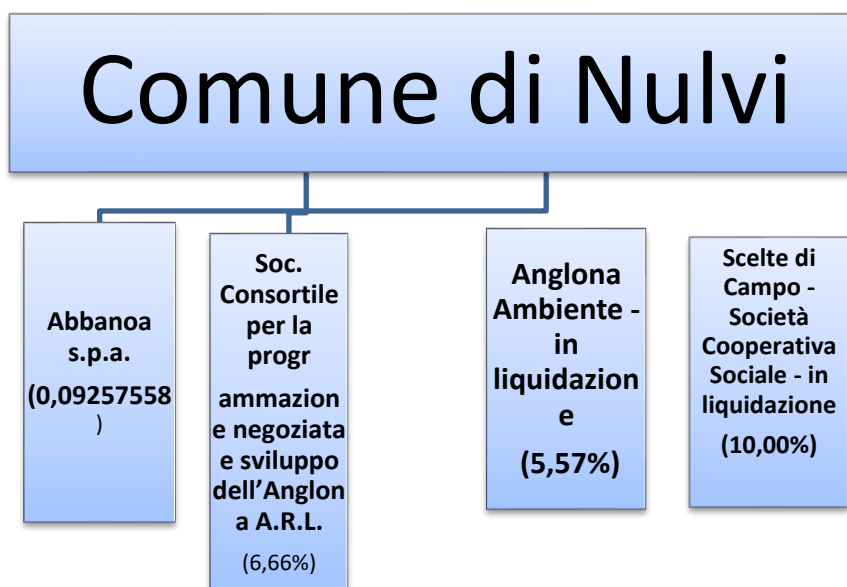 Comune di Nulvi
Abbanoa
s.p.a.
(0,09257558
)
Soc.
Consortile
per la
progr
ammazion
e negoziata
e sviluppo
dell’Anglon
a A.R.L.
(6,66%)
Anglona
Ambiente -
in
liquidazion
e
(5,57%)
Scelte di
Campo -
Società
Cooperativa
Sociale - in
liquidazione
(10,00%)